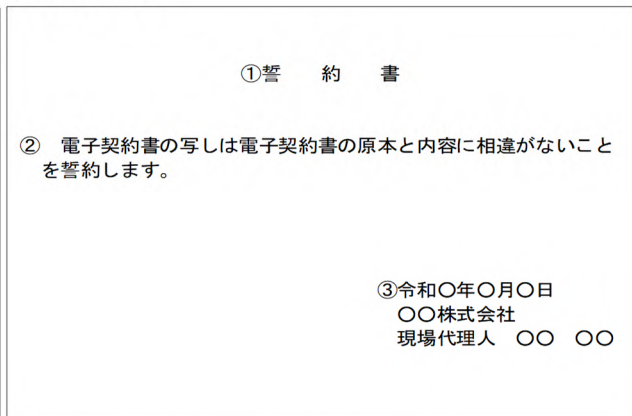 ①誓　約　書
②　電子契約書の写しは電子契約書の原本と内容に相違がないこと
を誓約します。
③令和〇年〇月〇日
〇〇株式会社
現場代理人　〇〇　〇〇